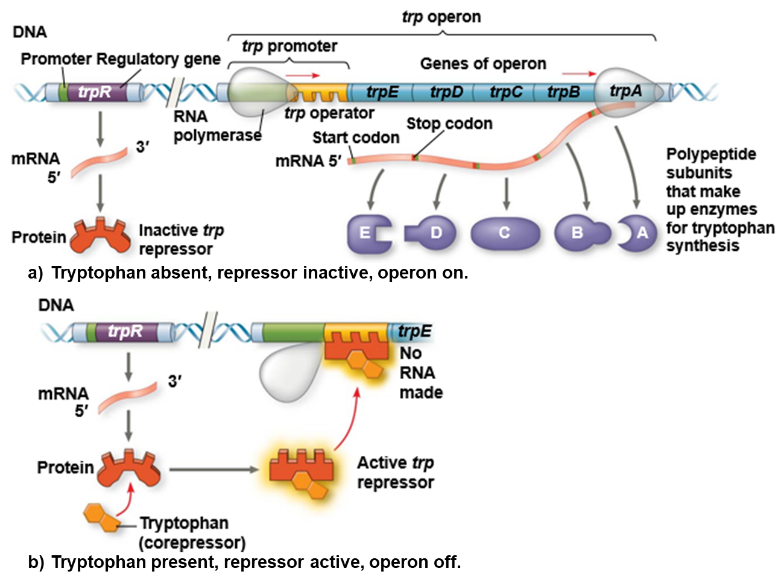 trp operon
DNA
trp promoter
Promoter Regulatory gene
Genes of operon
trpR
trpE
trpD
trpC
trpB
trpA
RNA
polymerase
trp operator
Start codon
Stop codon
mRNA 5′
3′
mRNA
5′
Polypeptide
subunits
that make
up enzymes
for tryptophan
synthesis
Protein
Inactive trp
repressor
E
D
C
B
A
a) Tryptophan absent, repressor inactive, operon on.
DNA
trpR
trpE
No
RNA
made
3′
mRNA
5′
Protein
Active trp
repressor
Tryptophan
(corepressor)
b) Tryptophan present, repressor active, operon off.